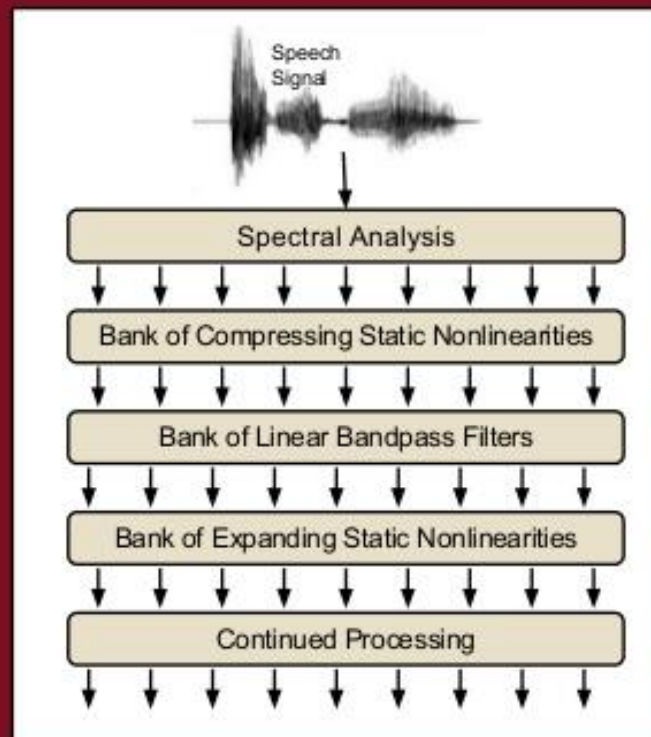 Speech
Signal
Spectral Analysis
Bank of Compressing Static Nonlinearities
Bank of Linear Bandpass Filters
Bank of Expanding Static Nonlinearities
Continued Processing